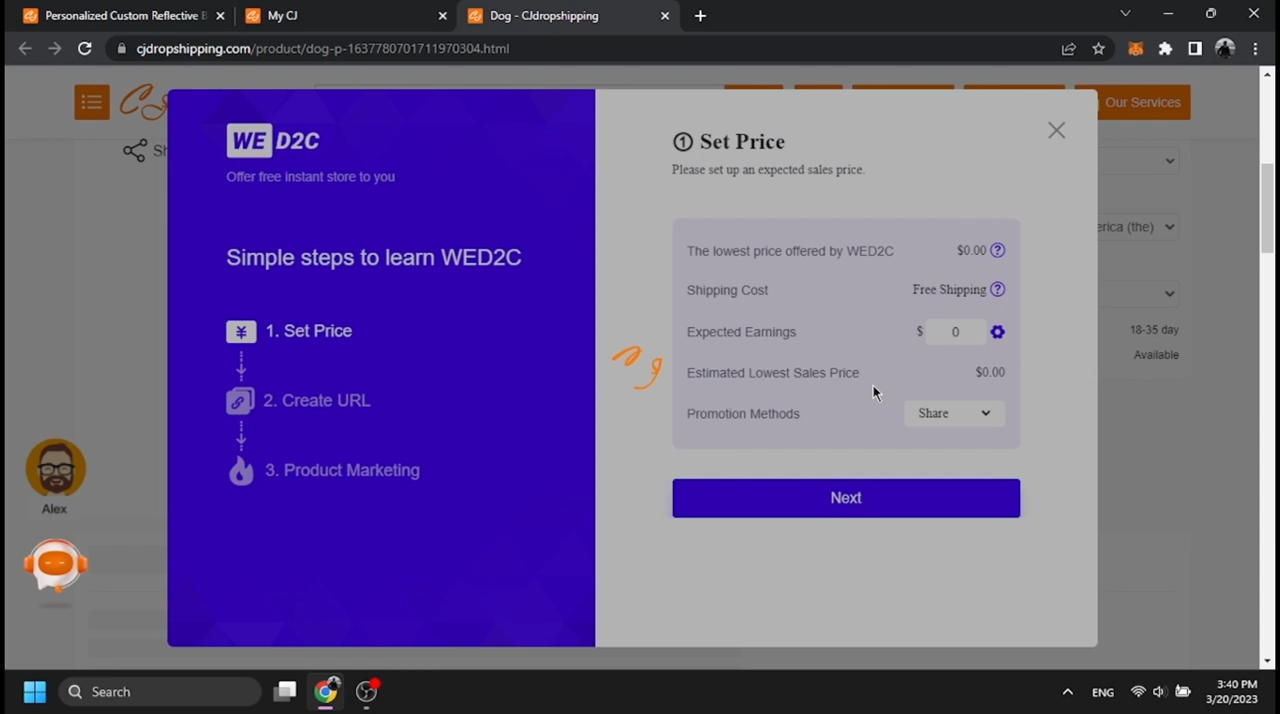 Personalized Custom Reflective B
My CJ
Dog - CJdropshipping
cjdropshipping.com/product/dog-p-1637780701711970304.html
Our Services
Sh
WE D2C
Offer free instant store to you
Simple steps to learn WED2C
¥ 1. Set Price
2. Create URL
3. Product Marketing
1 Set Price
Please set up an expected sales price.
The lowest price offered by WED2C $0.00 ?
Shipping Cost Free Shipping ?
Expected Earnings $ 0
Estimated Lowest Sales Price $0.00
Promotion Methods Share
Next
erica (the)
18-35 day
Available
Alex
Search
ENG
3:40 PM
3/20/2023